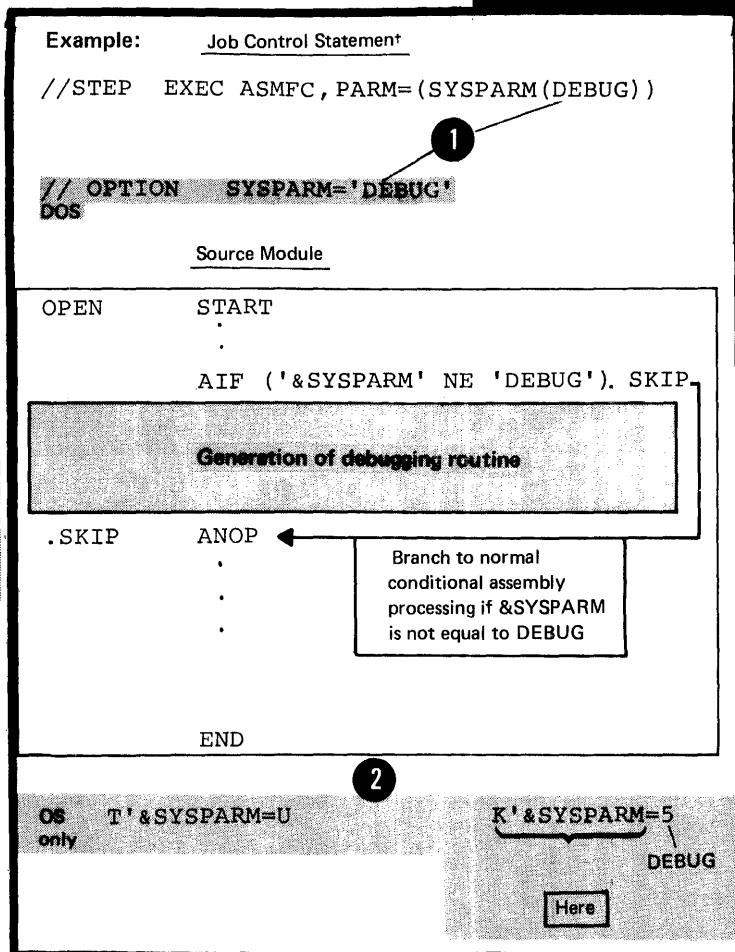 Example: Job Control Statement†
//STEP EXEC ASMFC,PARM=(SYSPARM(DEBUG))
1
// OPTION SYSPARM='DEBUG'
DOS
Source Module
OPEN START
.
.
AIF ('&SYSPARM' NE 'DEBUG'). SKIP
Generation of debugging routine
.SKIP ANOP
.
.
.
Branch to normal
conditional assembly
processing if &SYSPARM
is not equal to DEBUG
END
2
OS only T'&SYSPARM=U
K'&SYSPARM=5
DEBUG
Here